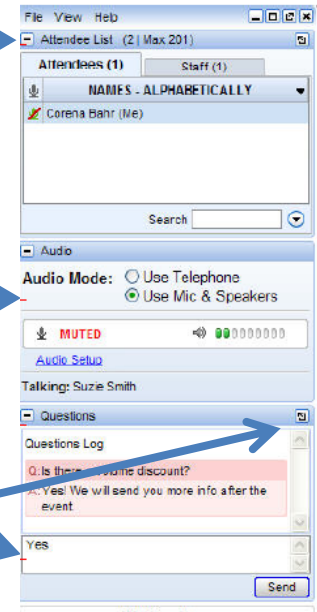 File View Help
Attendee List (2 | Max 201)
Attendees (1) Staff (1)
NAMES - ALPHABETICALLY
Corena Bahr (Me)
Search
Audio
Audio Mode: Use Telephone
Use Mic & Speakers
MUTED
Audio Setup
Talking: Suzie Smith
Questions
Questions Log
Q: Is there discount?
A: Yes! We will send you more info after the
event
Yes
Send